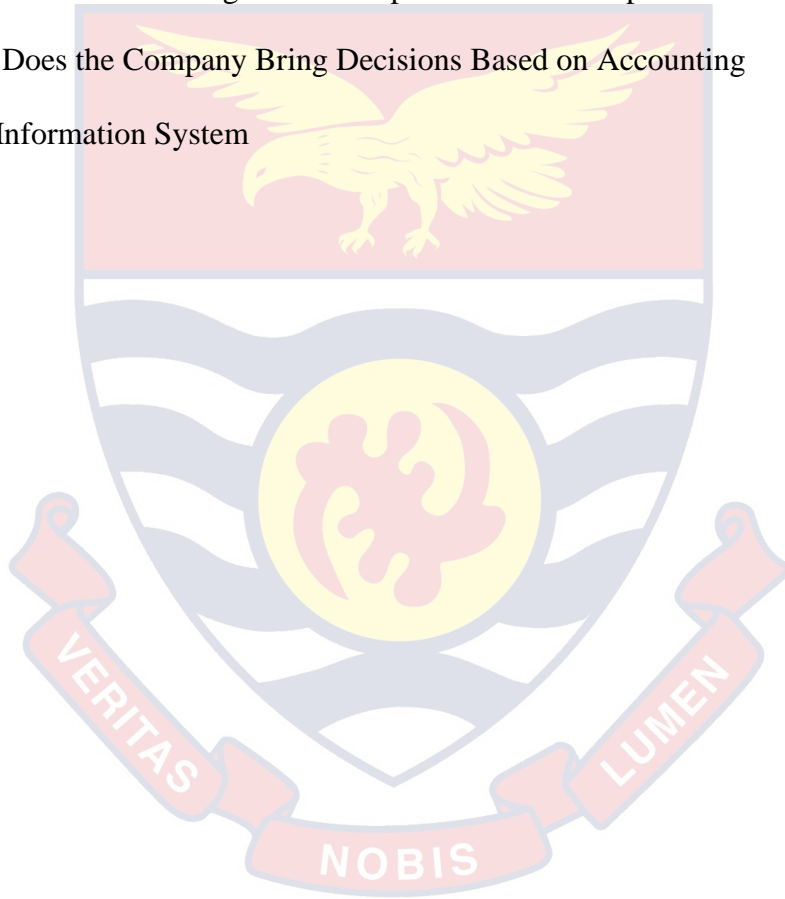 Does the Company Bring Decisions Based on Accounting
Information System
VERITAS
NOBIS
LUMEN